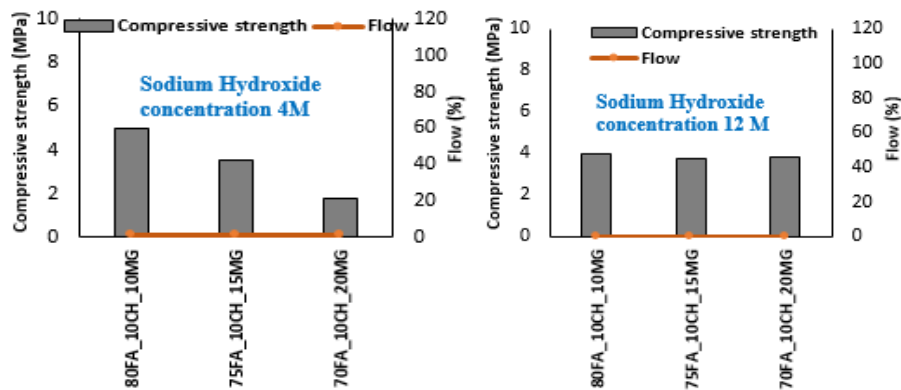 Compressive strength (MPa)
10
8
6
4
2
0
Compressive strength
Flow
Sodium Hydroxide
concentration 4M
120
100
80
60
40
20
0
Flow (%)
80FA_10CH_10MG
75FA_10CH_15MG
70FA_10CH_20MG
Compressive strength (MPa)
10
8
6
4
2
0
Compressive strength
Flow
Sodium Hydroxide
concentration 12 M
120
100
80
60
40
20
0
Flow (%)
80FA_10CH_10MG
75FA_10CH_15MG
70FA_10CH_20MG